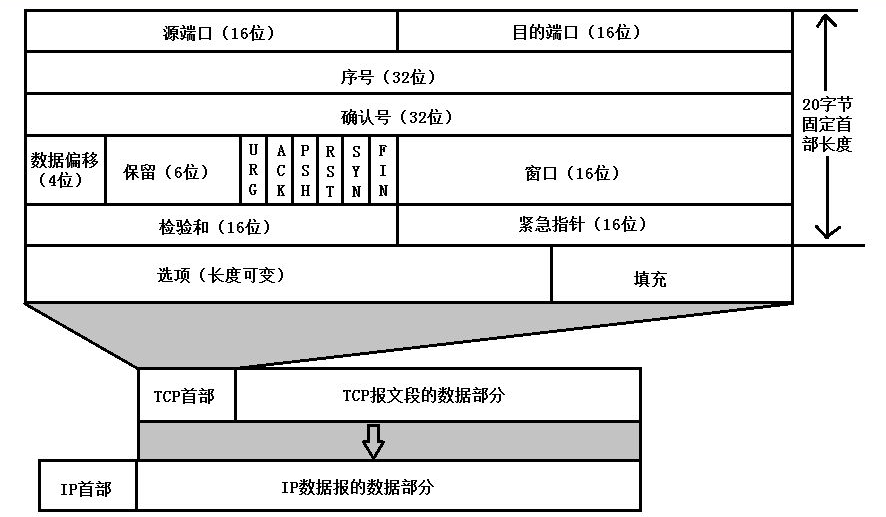 源端口（16位） 目的端口（16位）
序号（32位）
确认号（32位）
20字节
固定首
部长度
数据偏移
（4位）
保留（6位）
URG
ACK
PSH
RST
SYN
FIN
窗口（16位）
检验和（16位） 紧急指针（16位）
选项（长度可变） 填充
TCP首部 TCP报文段的数据部分
IP首部 IP数据报的数据部分